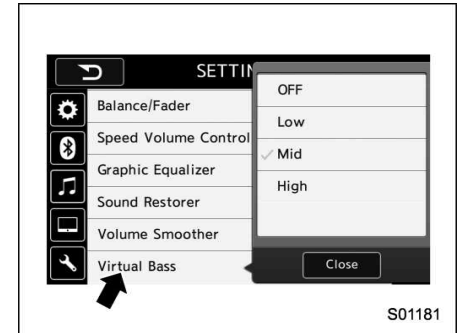 SETTIN
Balance/Fader
Speed Volume Control
Graphic Equalizer
Sound Restorer
Volume Smoother
Virtual Bass
OFF
Low
Mid
High
Close
S01181